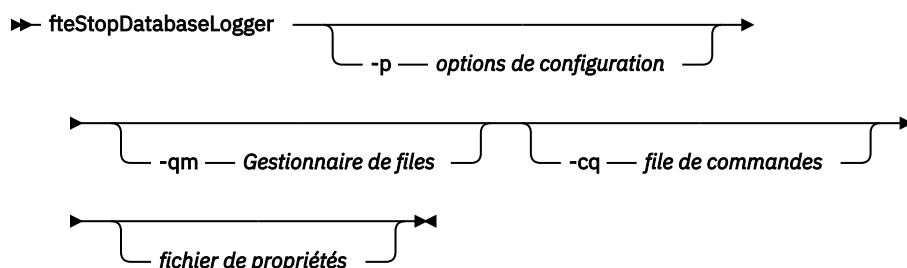 fteStopDatabaseLogger
-p options de configuration
-qm Gestionnaire de files -cq file de commandes
fichier de propriétés